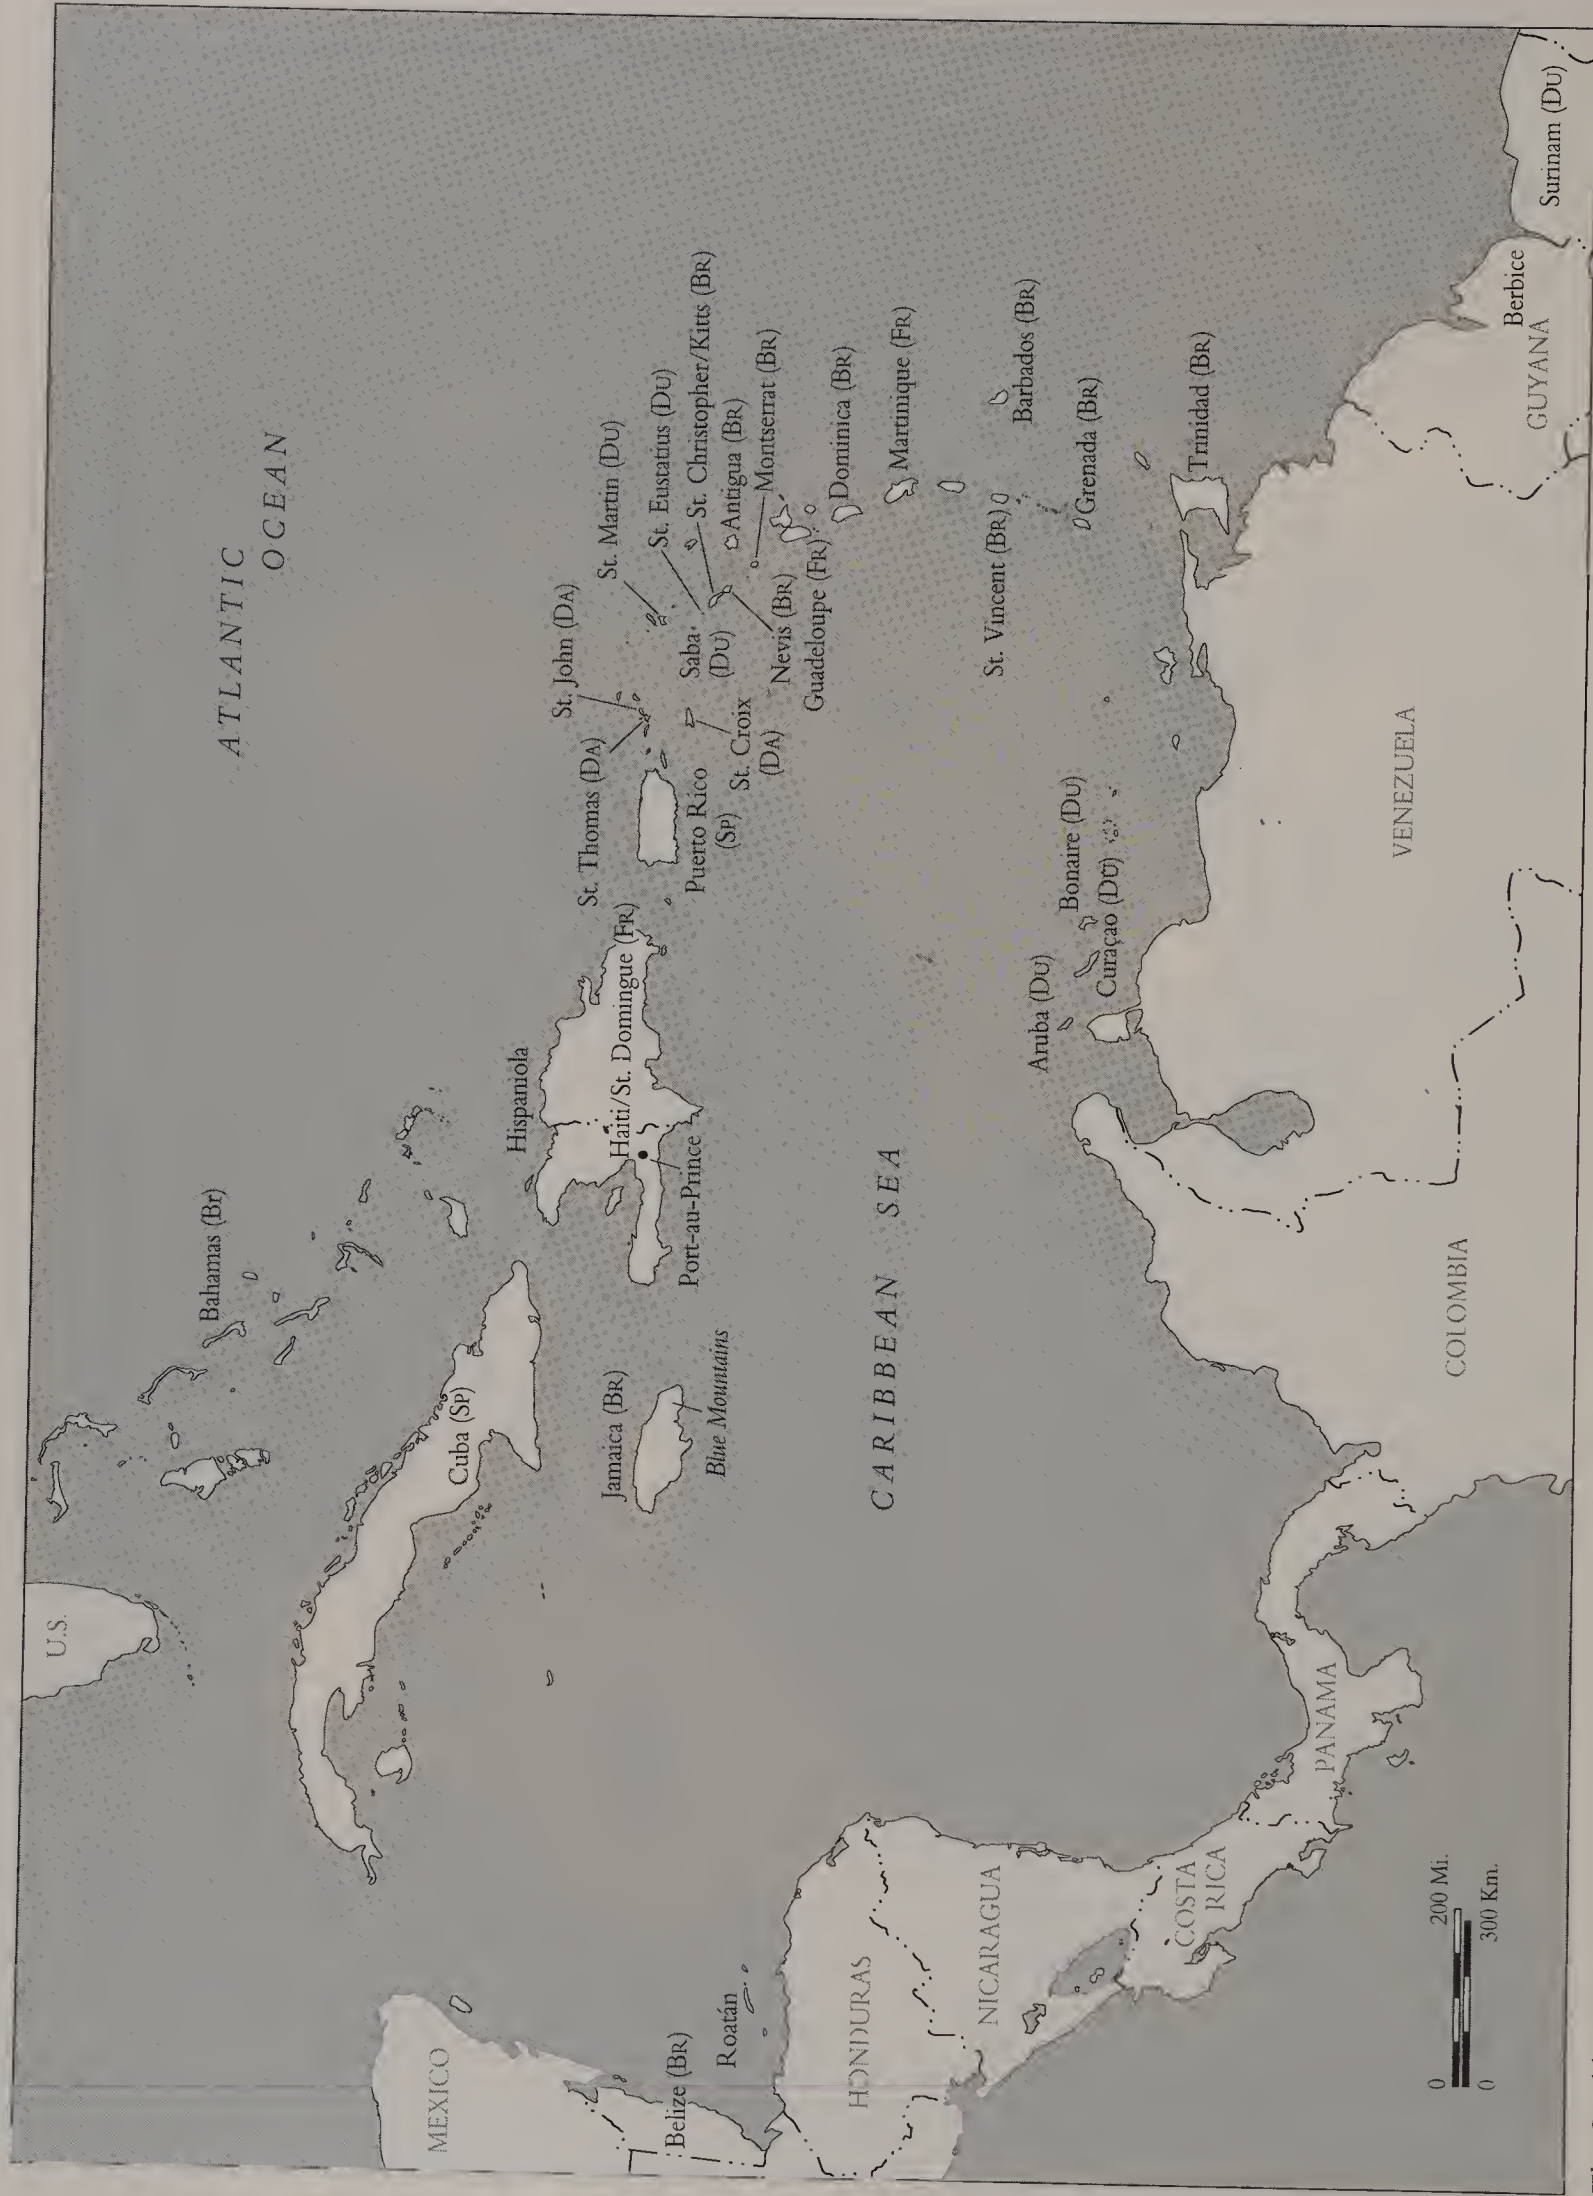 U.S.
ATLANTIC
OCEAN
Bahamas (Br)
MEXICO
Cuba (SP)
Hispaniola
St. Thomas (DA)
St. John (DA)
St. Martin (DU)
St. Eustatius (DU)
St. Christopher/Kitts (BR)
Antigua (BR)
Montserrat (BR)
Jamaica (BR)
Blue Mountains
Haiti/St. Domingue (FR)
Port-au-Prince
Puerto Rico
(SP)
St. Croix
(DA)
Saba
(DU)
Nevis (BR)
Guadeloupe (FR)
Dominica (BR)
Martinique (FR)
Belize (BR)
Roatán
CARIBBEAN SEA
HONDURAS
NICARAGUA
St. Vincent (BR)
Barbados (BR)
Grenada (BR)
Aruba (DU)
Bonaire (DU)
Curaçao (DU)
Trinidad (BR)
COSTA
RICA
PANAMA
COLOMBIA
VENEZUELA
GUYANA
Berbice
Surinam (DU)
0 200 Mi.
0 300 Km.